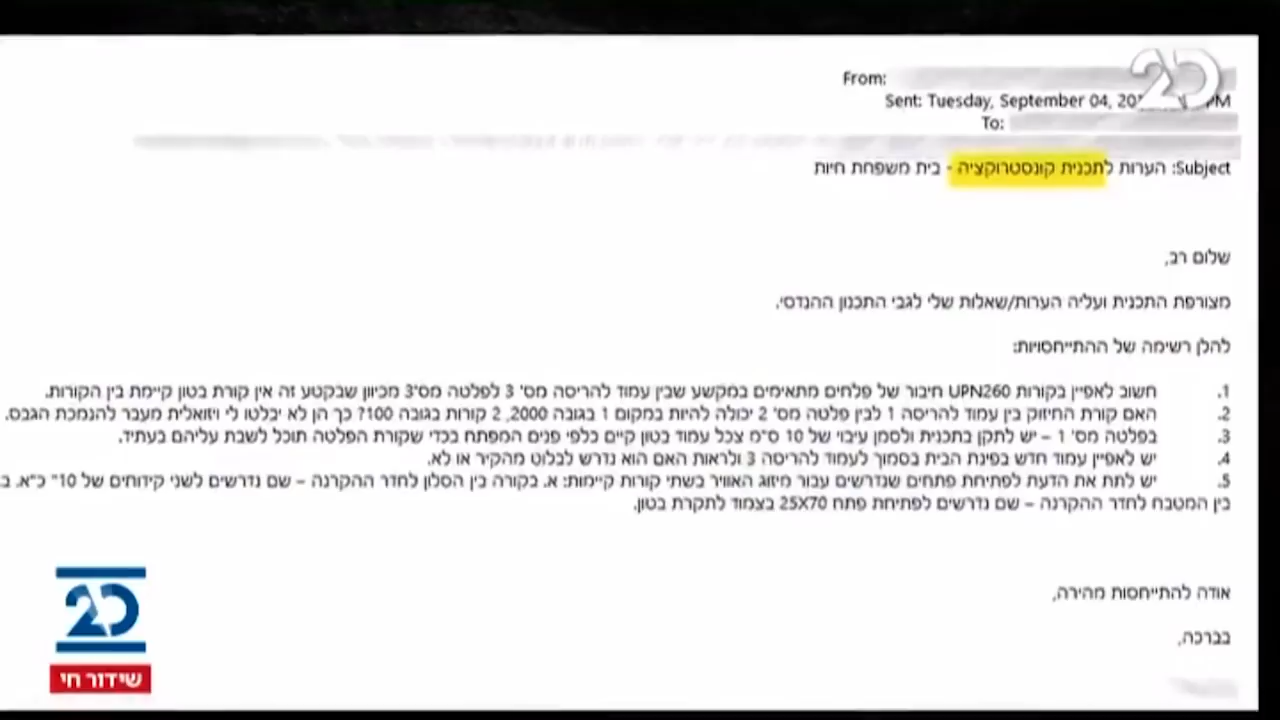 20
From:
Sent: Tuesday, September 04, PM
To:
Subject: הערות לתכנית קונסטרוקציה - בית משפחת חיות
שלום רב,
מצורפת התכנית ועליה הערות/שאלות שלי לגבי התכנון ההנדסי.
להלן רשימה של ההתייחסויות:
1. חשוב לאפיין בקורות UPN260 חיבור של פלחים מתאימים במקשע שבין עמוד להריסה מס' 3 לפלטה מס'3 מכיוון שבקטע זה אין קורת בטון קיימת בין הקורות.
2. האם קורת החיזוק בין עמוד להריסה 1 לבין פלטה מס' 2 יכולה להיות במקום 1 בגובה 2000, 2 קורות בגובה 100? כך הן לא יבלטו לי ויזואלית מעבר להנמכת הגבס.
3. בפלטה מס' 1 – יש לתקן בתכנית ולסמן עיבוי של 10 ס"מ אצל עמוד בטון קיים כלפי פנים המפתח בכדי שקורת הפלטה תוכל לשבת עליהם בעתיד.
4. יש לאפיין עמוד חדש בפינת הבית בסמוך לעמוד להריסה 3 ולראות האם הוא נדרש לבלוט מהקיר או לא.
5. יש לתת את הדעת לפתיחת פתחים שנדרשים עבור מיזוג האוויר בשתי קורות קיימות: א. בקורה בין הסלון לחדר ההקרנה – שם נדרשים לשני קידוחים של 10" כ"א. ב
בין המטבח לחדר ההקרנה – שם נדרשים לפתיחת פתח 25X70 בצמוד לתקרת בטון.
אודה להתייחסות מהירה,
בברכה,
20
שידור חי